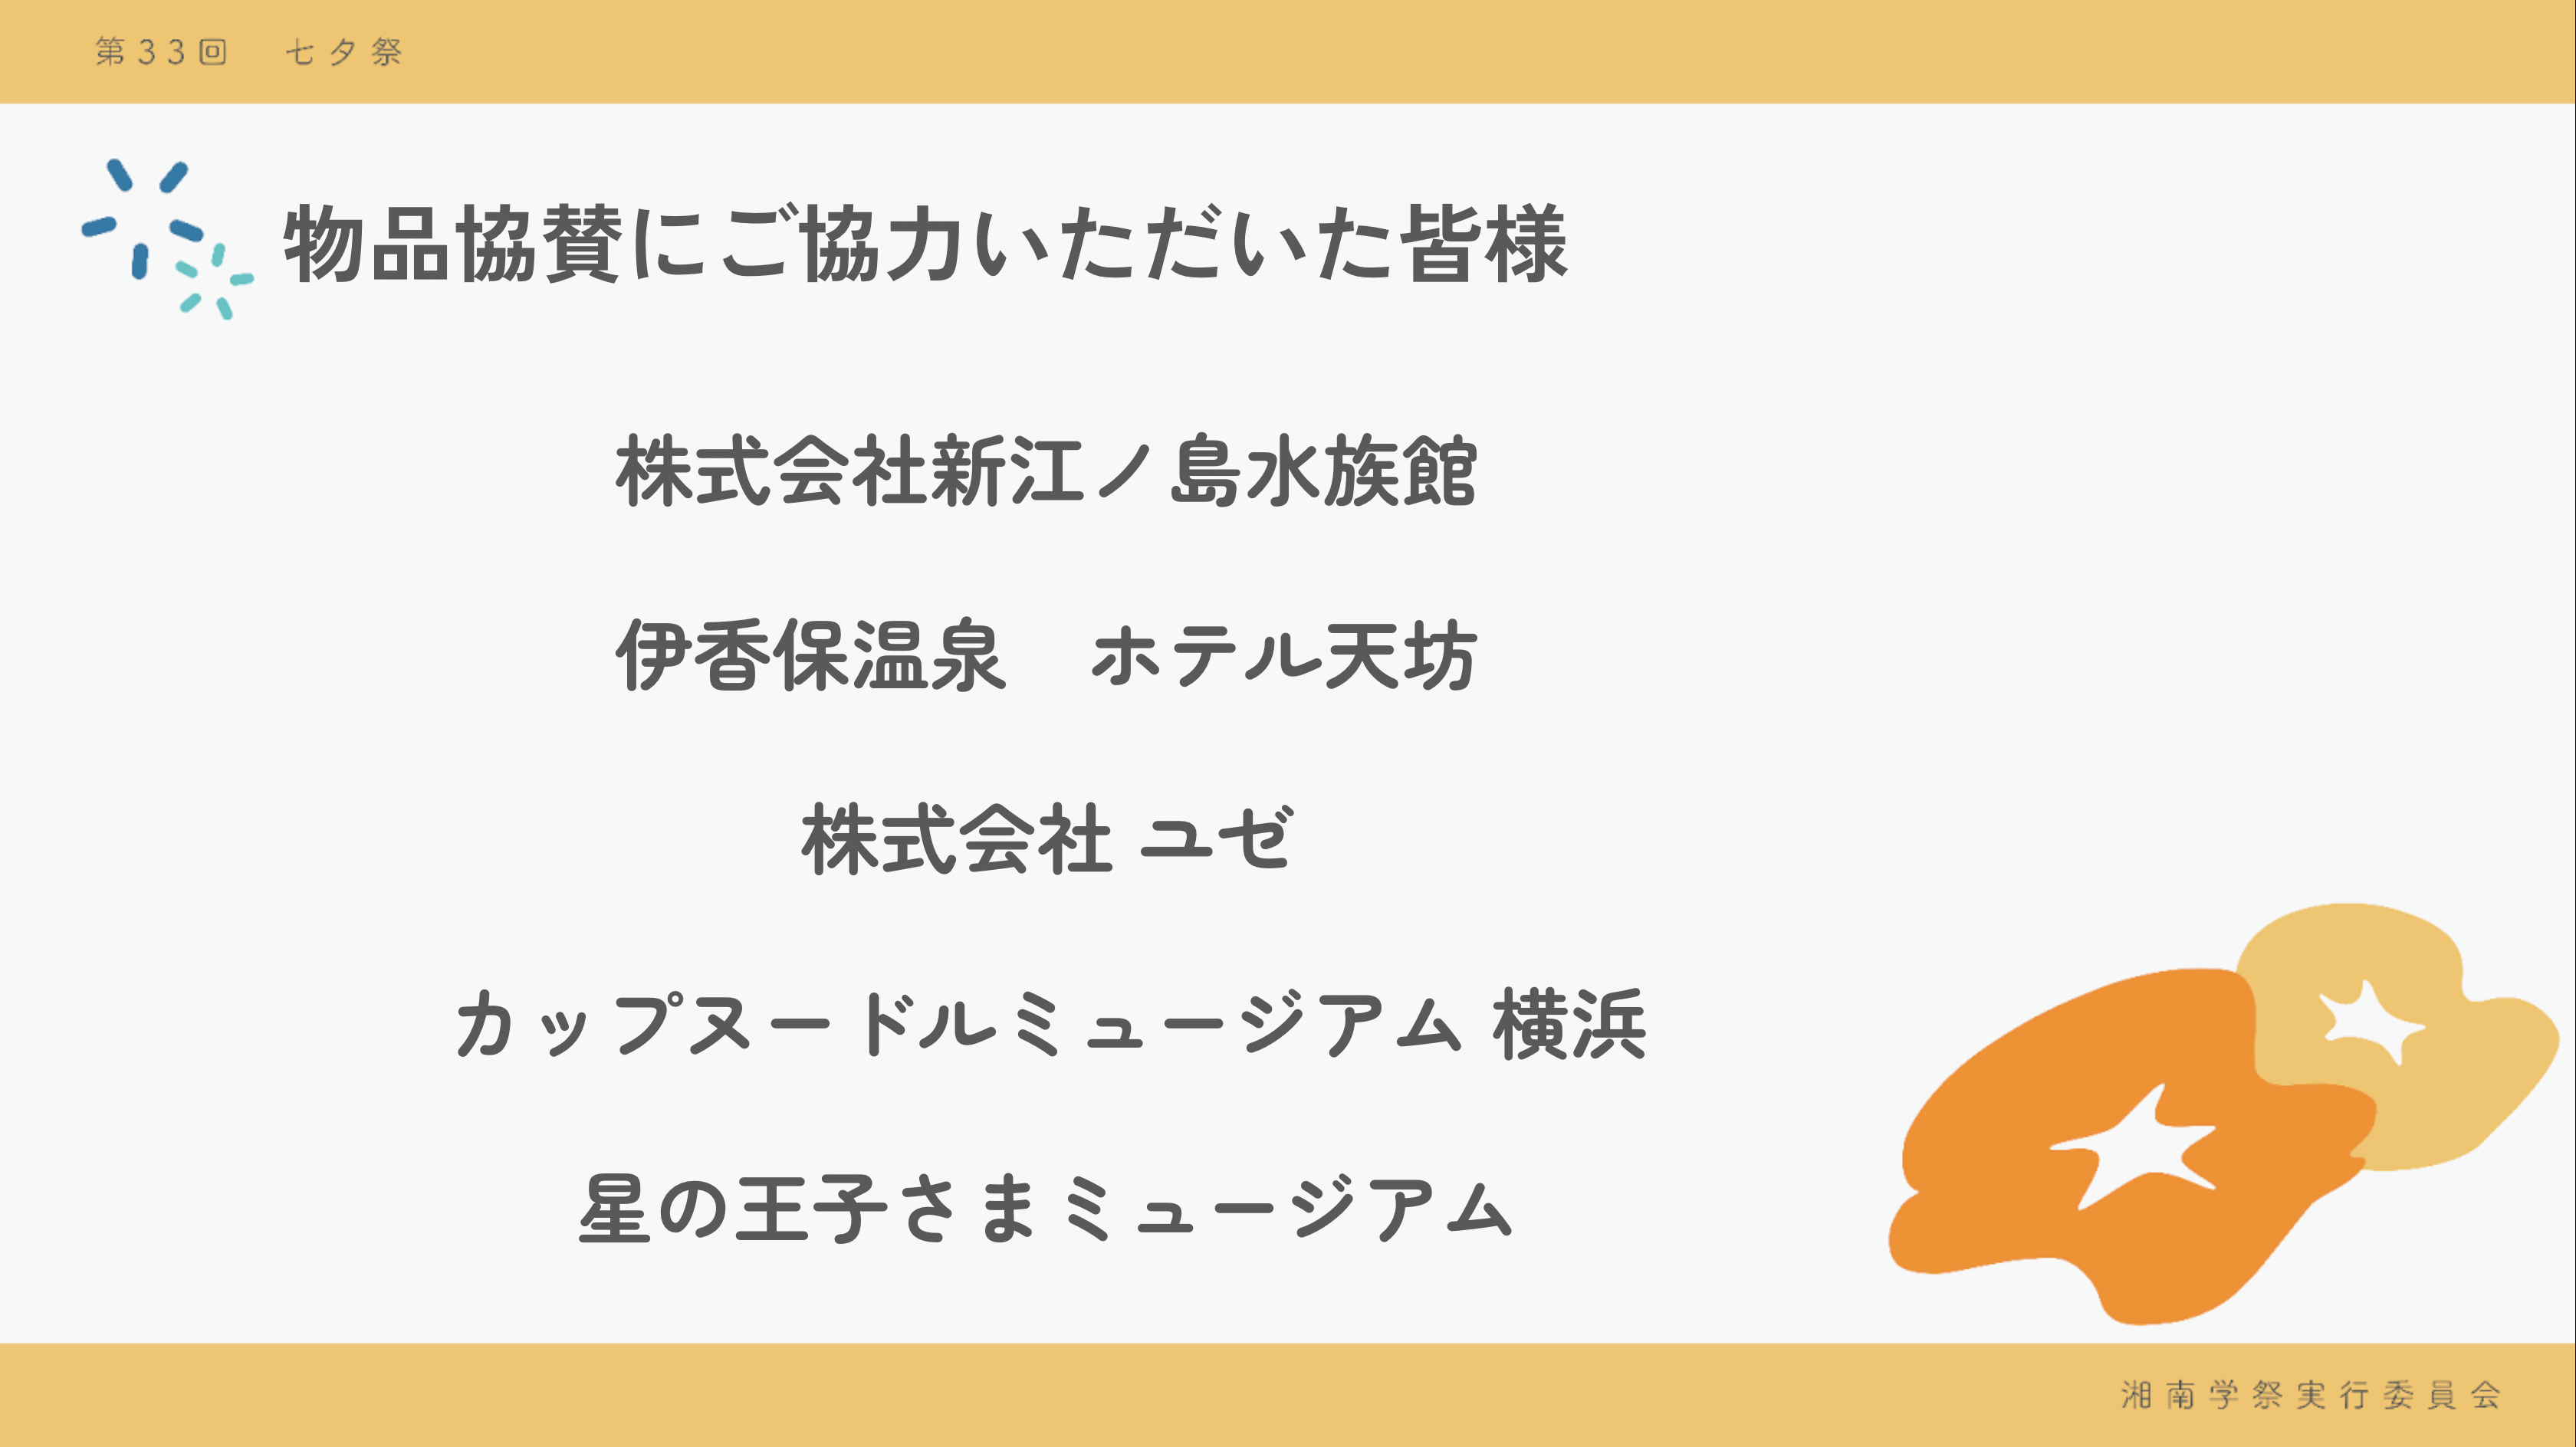 第33回　七夕祭
物品協賛にご協力いただいた皆様
株式会社新江ノ島水族館
伊香保温泉　ホテル天坊
株式会社 ユゼ
カップヌードルミュージアム 横浜
星の王子さまミュージアム
湘南学祭実行委員会